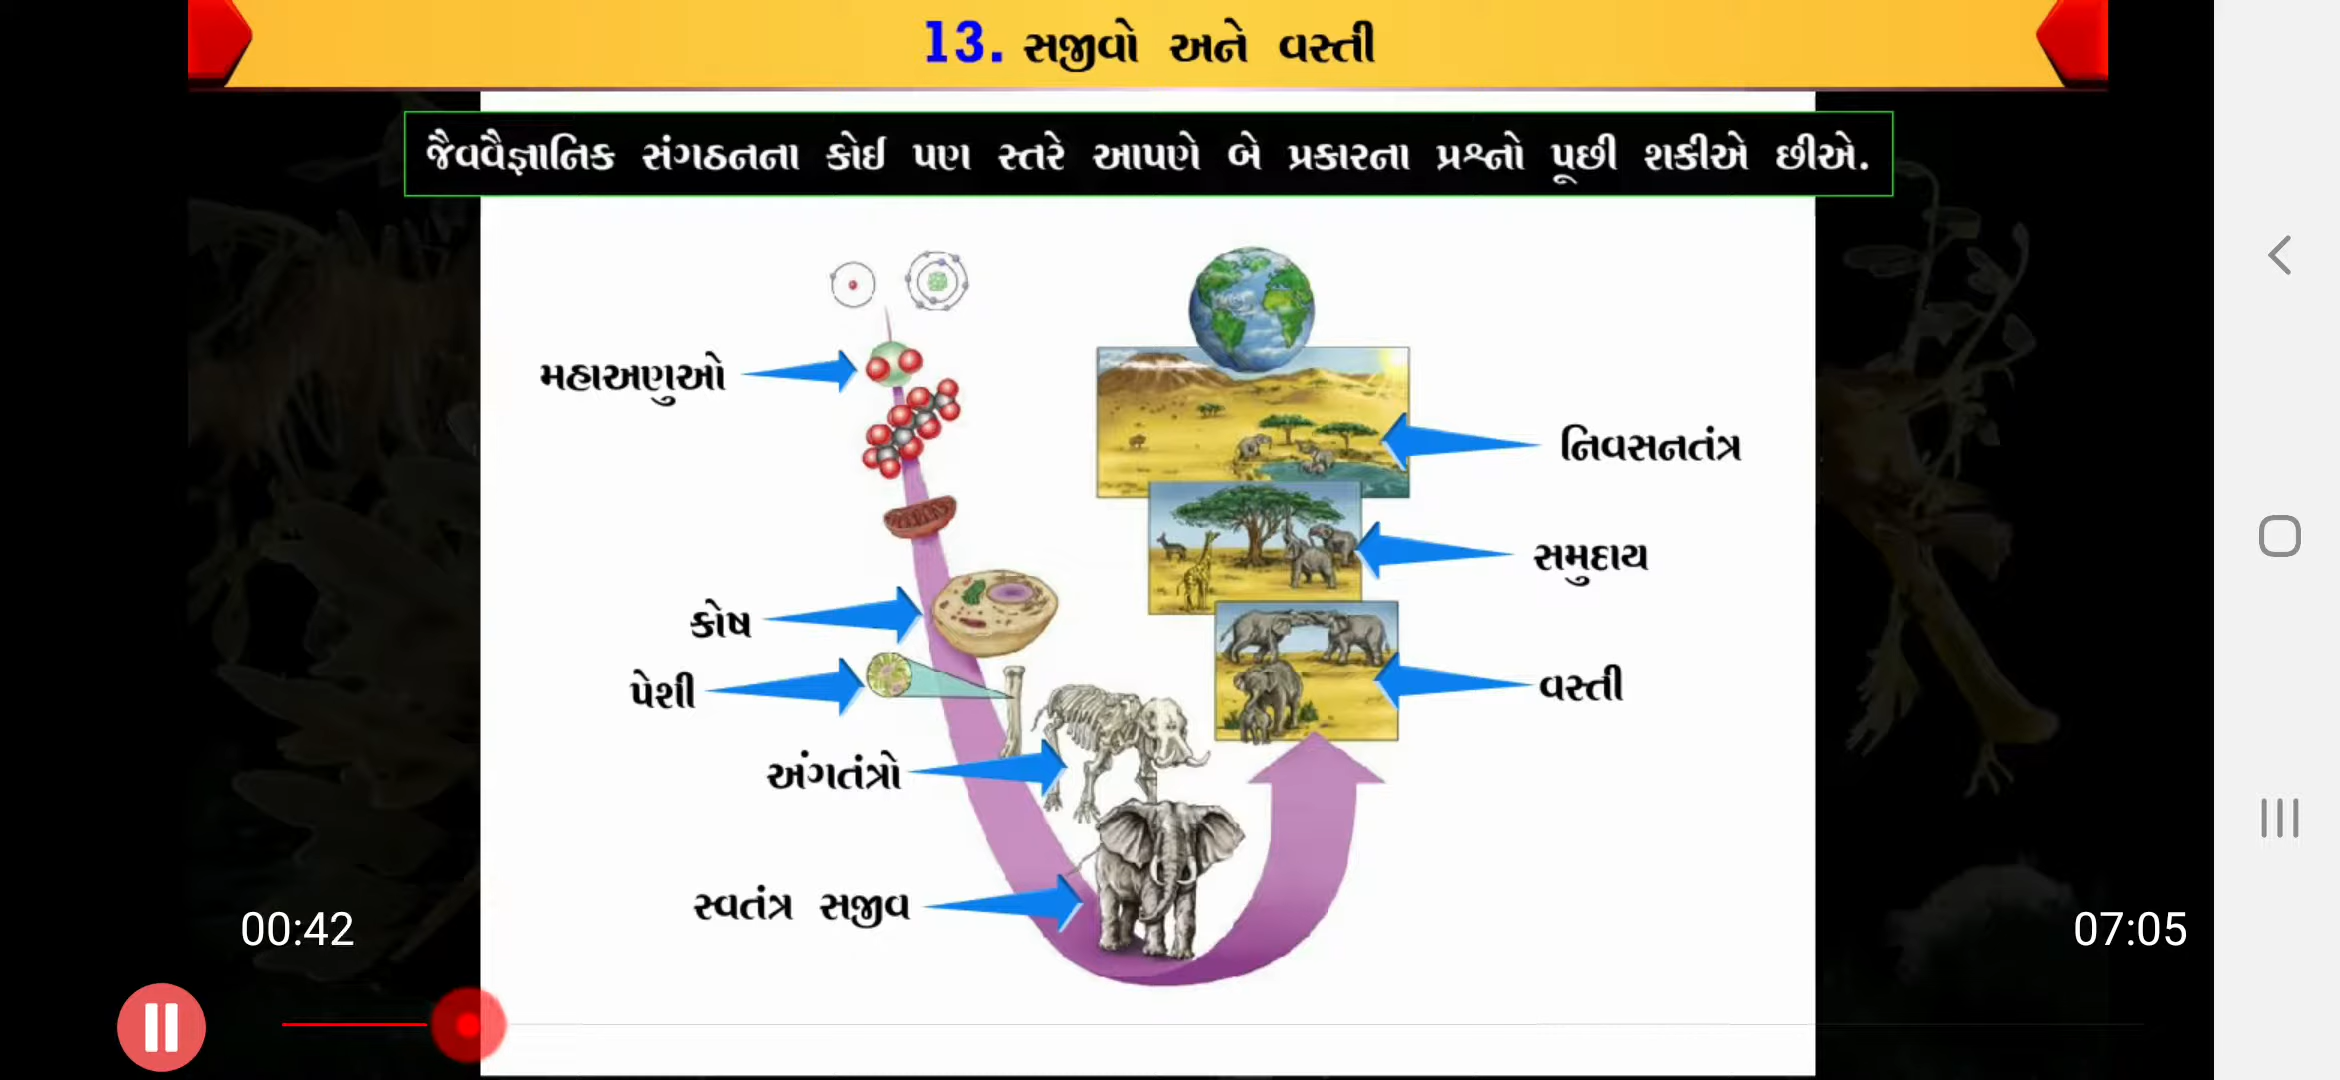 13. સજીવો અને વસ્તી
જૈવવૈજ્ઞાનિક સંગઠનના કોઈ પણ સ્તરે આપણે બે પ્રકારના પ્રશ્નો પૂછી શકીએ છીએ.
મહાઅણુઓ
કોષ
પેશી
અંગતંત્રો
સ્વતંત્ર સજીવ
નિવસનતંત્ર
સમુદાય
વસ્તી
00:42
07:05